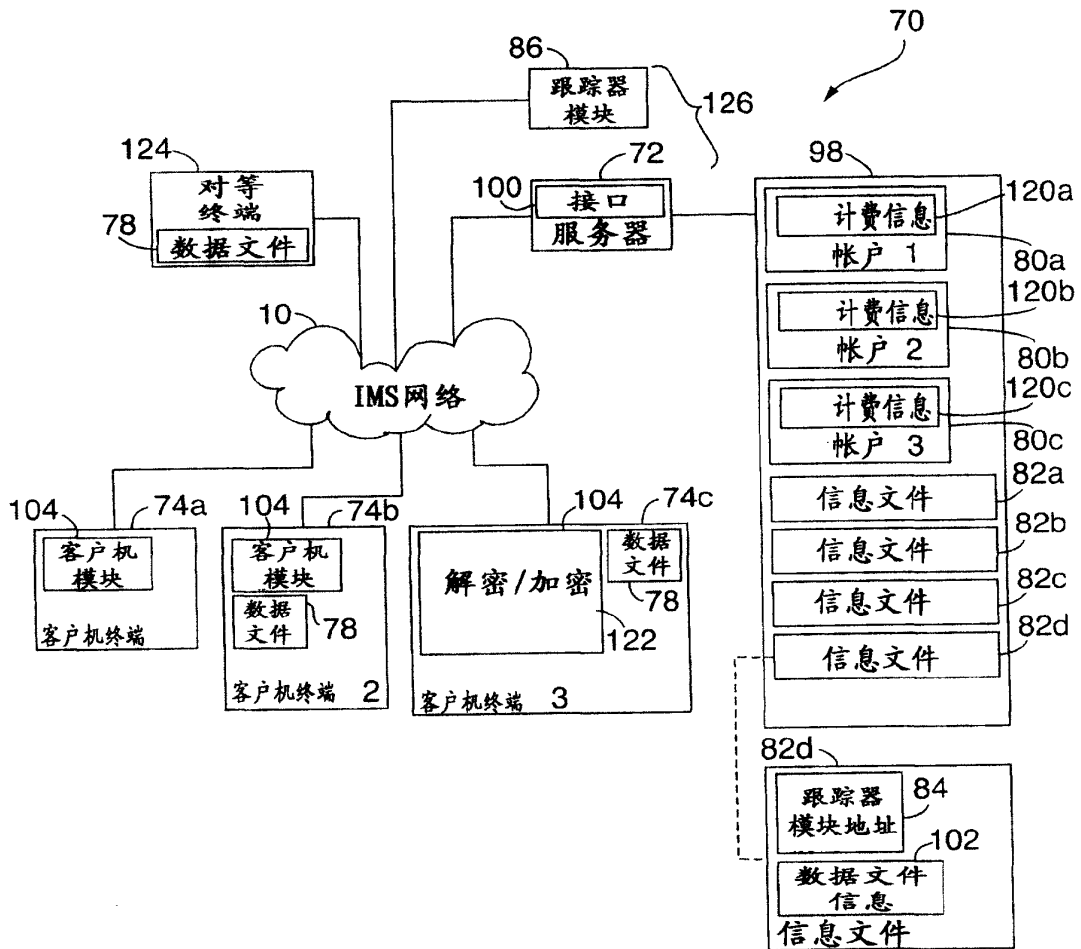 70
86
跟踪器
模块
126
124
对等
终端
78
数据文件
72
100
接口
服务器
98
计费信息
120a
帐户 1
80a
计费信息
120b
帐户 2
80b
计费信息
120c
帐户 3
80c
信息文件
82a
信息文件
82b
信息文件
82c
信息文件
82d
10
IMS网络
104
74a
客户机
模块
客户机终端
104
74b
客户机
模块
数据
文件
78
客户机终端 2
104
74c
解密/加密
数据
文件
78
122
客户机终端 3
82d
跟踪器
模块地址
84
102
数据文件
信息
信息文件